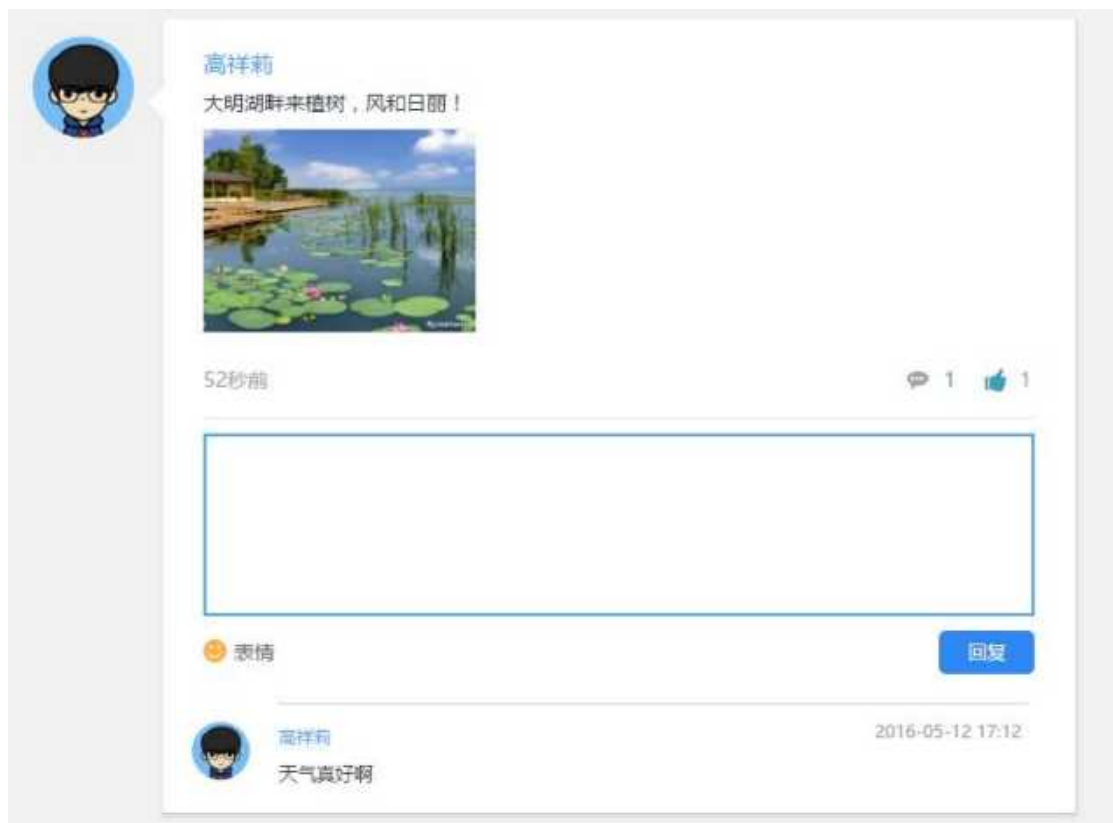 高祥莉
大明湖畔来植树，风和日丽！
52秒前
1
1
表情
回复
高祥莉
2016-05-12 17:12
天气真好啊